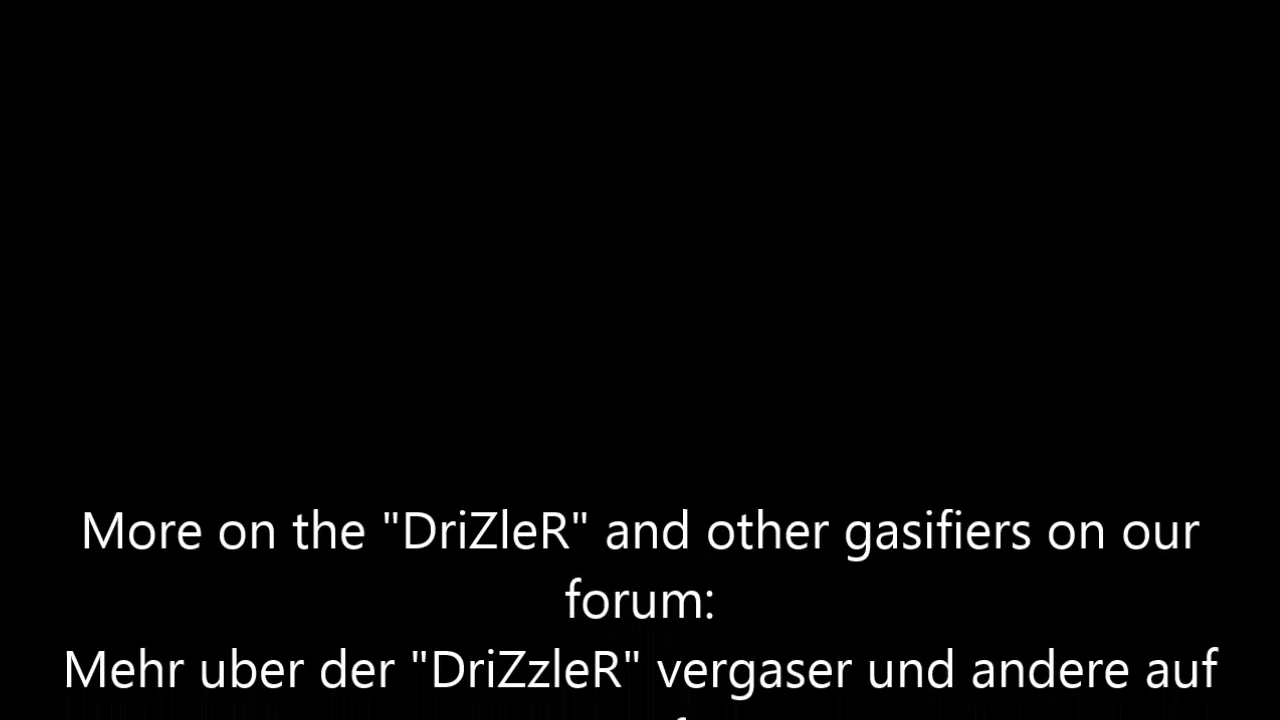 More on the "DriZleR" and other gasifiers on our
forum:
Mehr uber der "DriZzleR" vergaser und andere auf